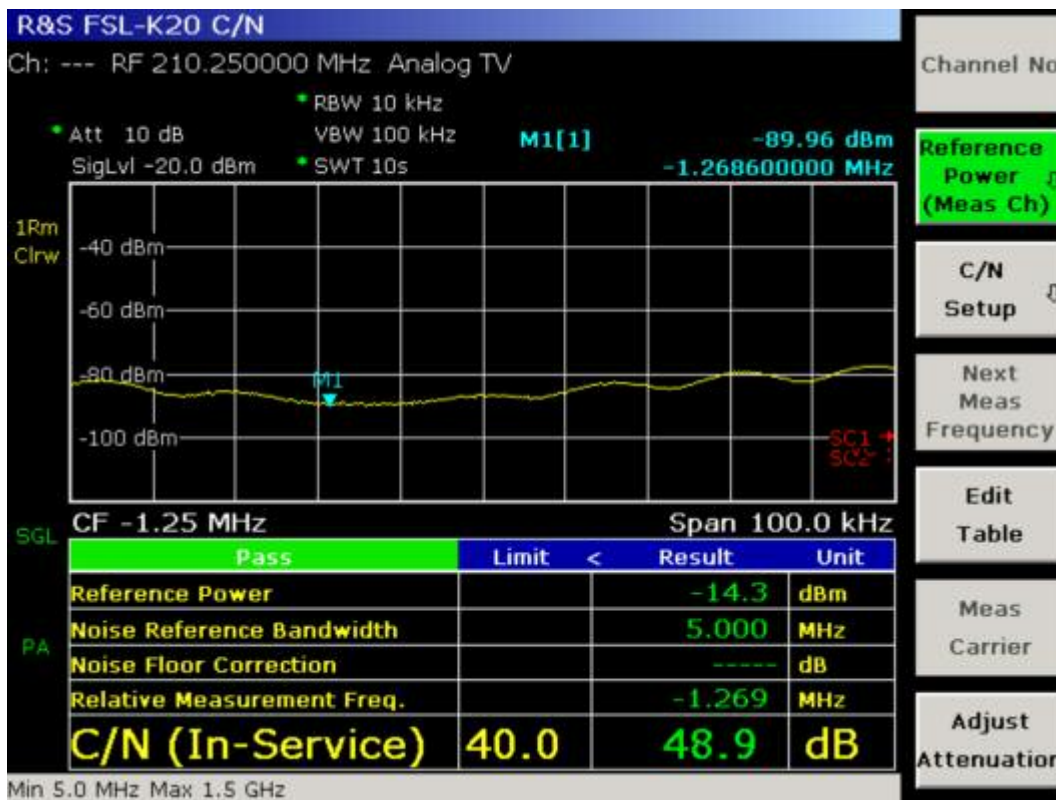 R&S FSL-K20 C/N
Ch: --- RF 210.250000 MHz Analog TV
RBW 10 kHz
Att 10 dB VBW 100 kHz M1[1] -89.96 dBm
SigLvl -20.0 dBm SWT 10s -1.268600000 MHz
1Rm
Clrw
-40 dBm
-60 dBm
-80 dBm
M1
-100 dBm
SC1
SC2
CF -1.25 MHz Span 100.0 kHz
SGL
Pass Limit < Result Unit
Reference Power -14.3 dBm
Noise Reference Bandwidth 5.000 MHz
PA
Noise Floor Correction ----- dB
Relative Measurement Freq. -1.269 MHz
C/N (In-Service) 40.0 48.9 dB
Min 5.0 MHz Max 1.5 GHz
Channel No
Reference
Power
(Meas Ch)
C/N
Setup
Next
Meas
Frequency
Edit
Table
Meas
Carrier
Adjust
Attenuation